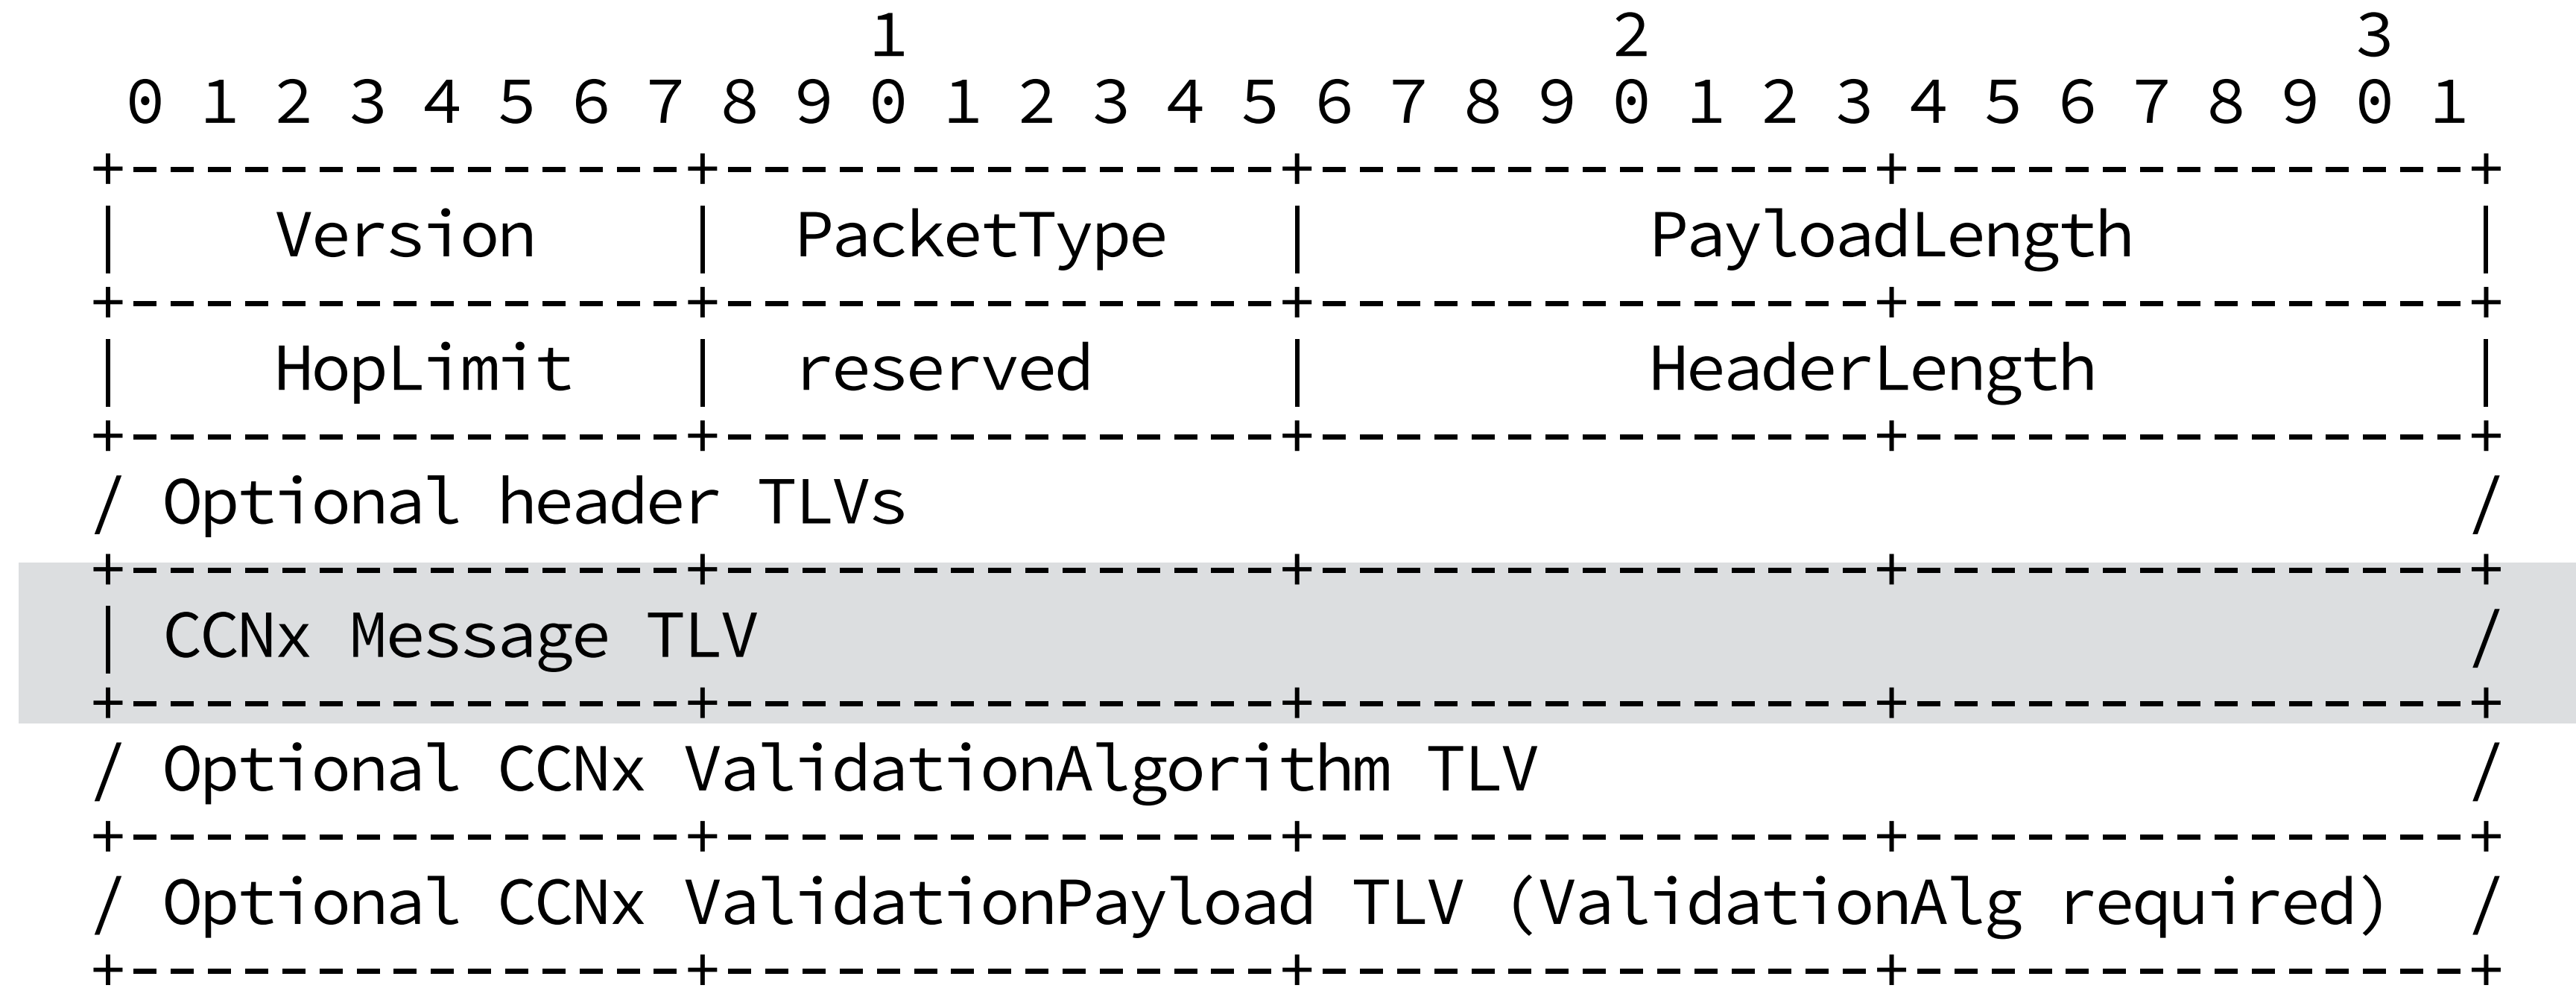 1                   2                   3
 0 1 2 3 4 5 6 7 8 9 0 1 2 3 4 5 6 7 8 9 0 1 2 3 4 5 6 7 8 9 0 1
+---------------+---------------+---------------+---------------+
|    Version    |  PacketType   |         PayloadLength         |
+---------------+---------------+---------------+---------------+
|    HopLimit   |  reserved     |         HeaderLength          |
+---------------+---------------+---------------+---------------+
/ Optional header TLVs                                          /
+---------------+---------------+---------------+---------------+
| CCNx Message TLV                                              /
+---------------+---------------+---------------+---------------+
/ Optional CCNx ValidationAlgorithm TLV                         /
+---------------+---------------+---------------+---------------+
/ Optional CCNx ValidationPayload TLV (ValidationAlg required)  /
+---------------+---------------+---------------+---------------+